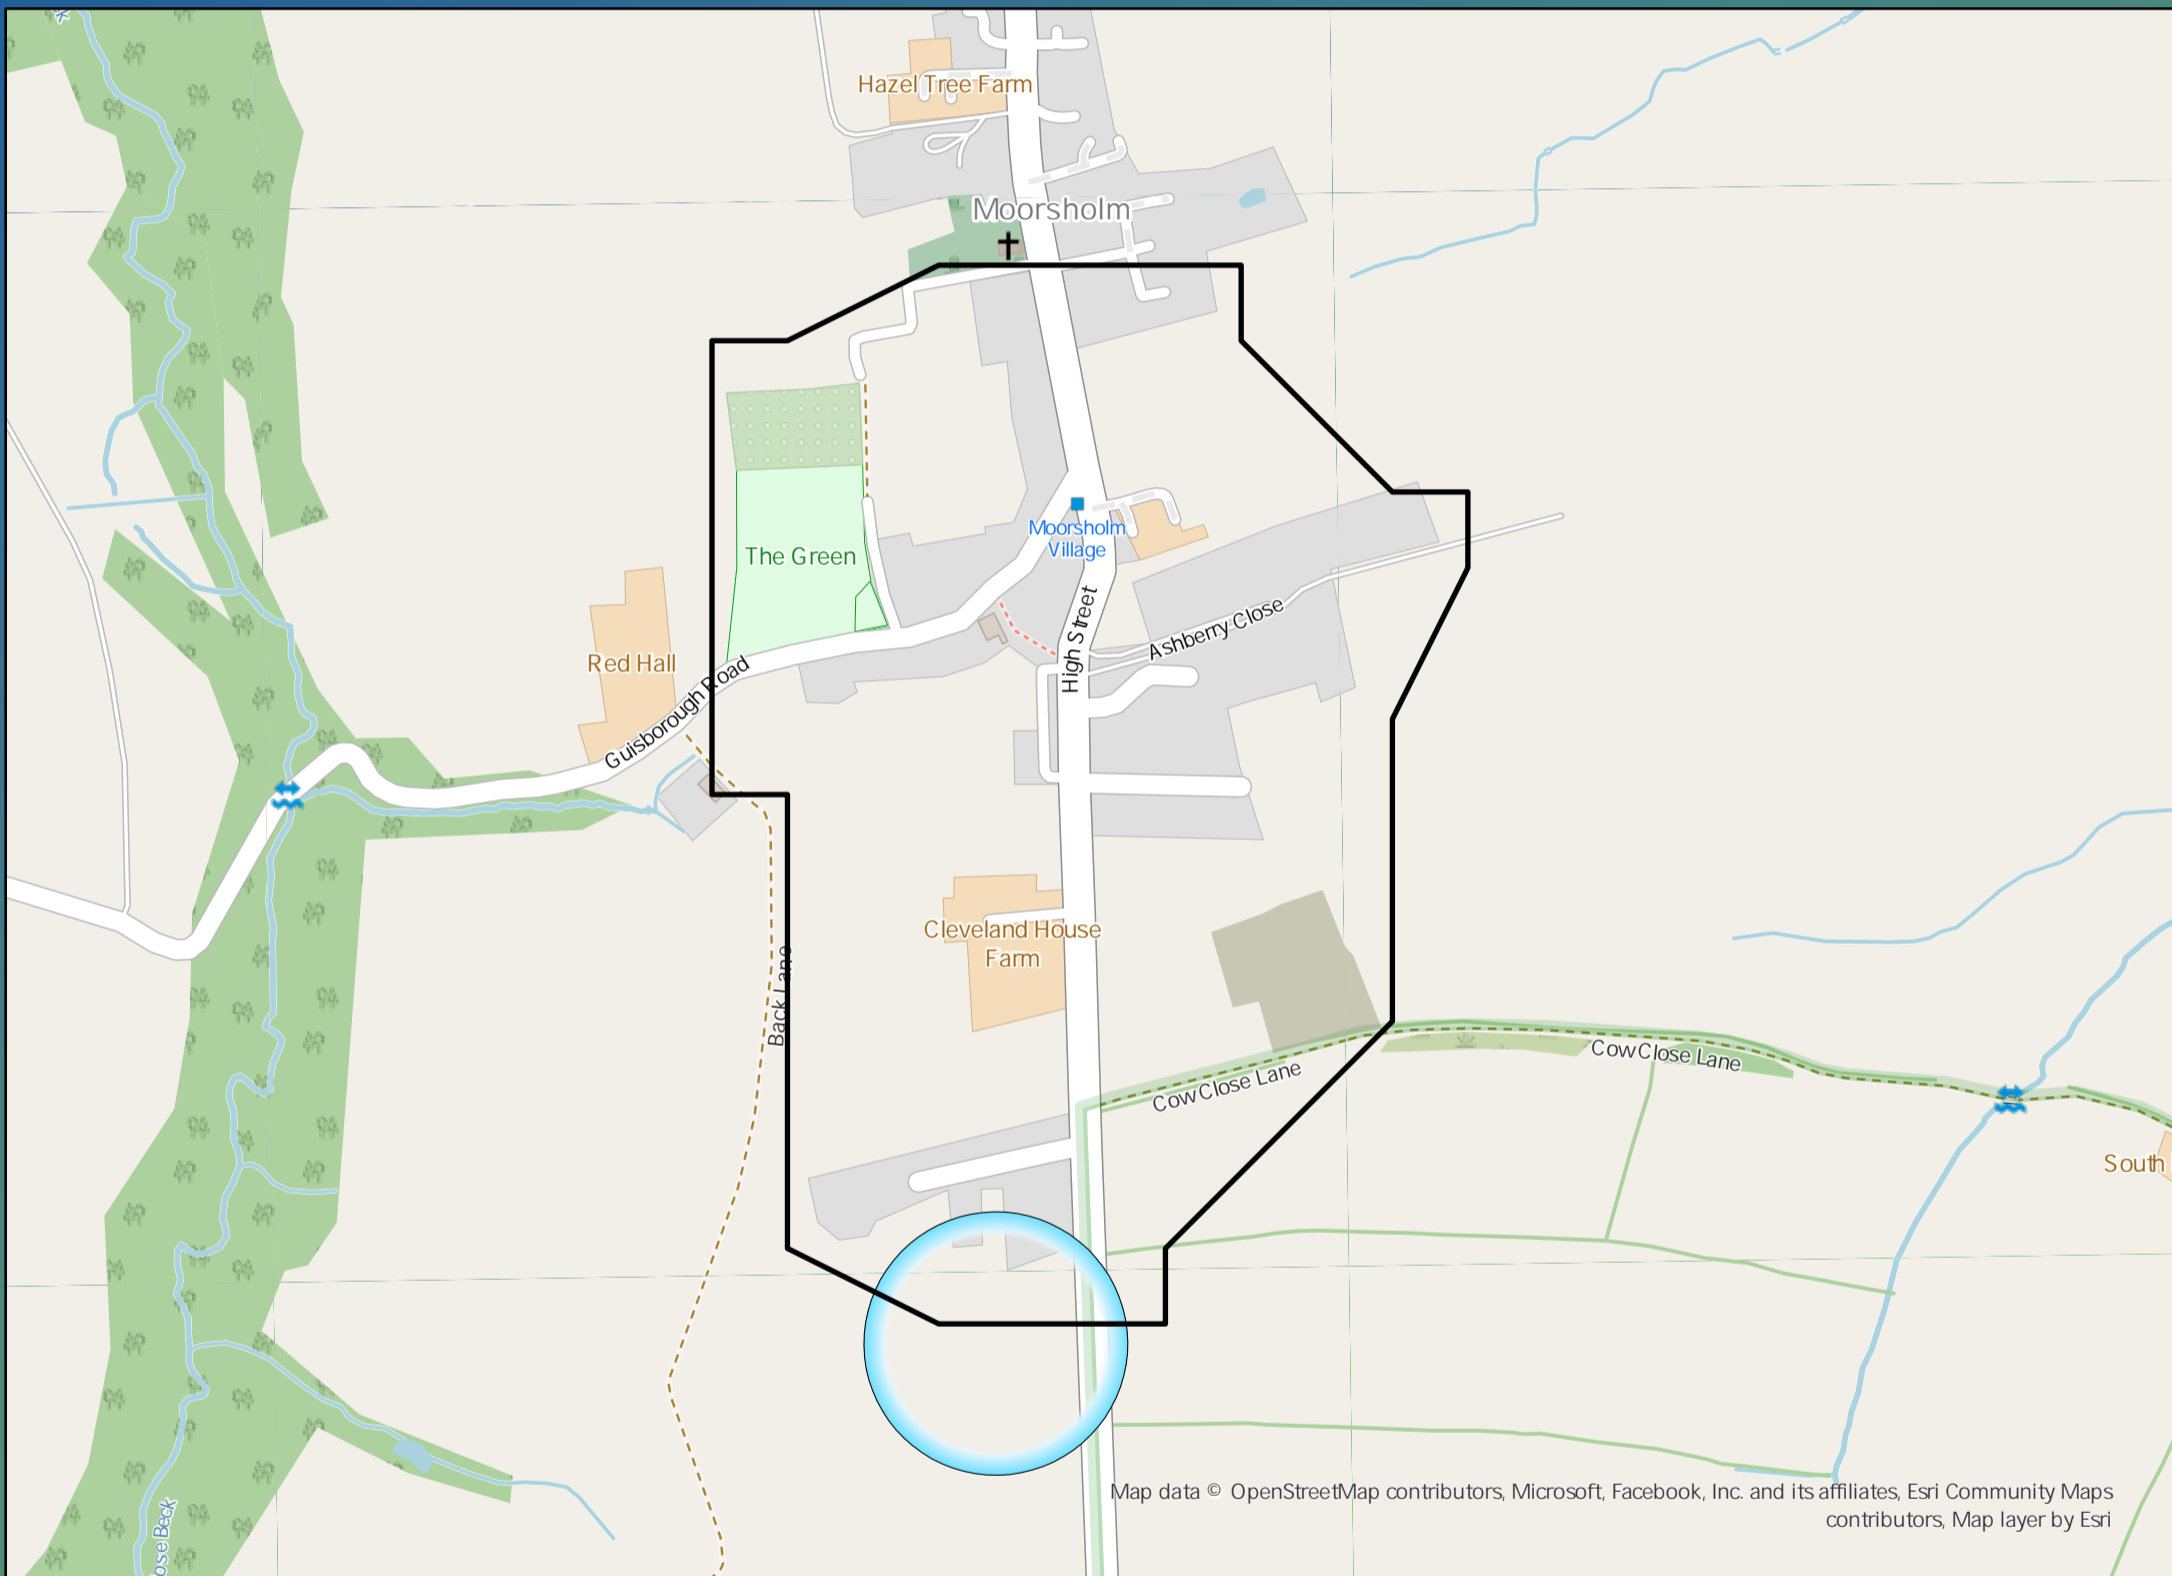 Hazel Tree Farm
Moorsholm
Moorsholm
Village
The Green
High Street
Ashberry Close
Red Hall
Guisborough Road
Cleveland House
Farm
Back Lane
Cow Close Lane
Cow Close Lane
South
ose Beck
Map data © OpenStreetMap contributors, Microsoft, Facebook, Inc. and its affiliates, Esri Community Maps
contributors, Map layer by Esri